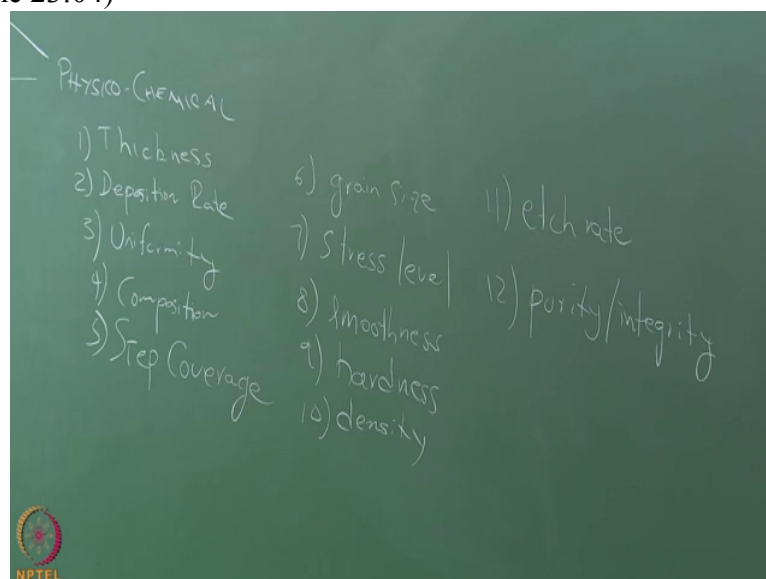 PHYSICO-CHEMICAL
1) Thickness
2) Deposition Rate
3) Uniformity
4) Composition
5) Step Coverage
6) grain size
7) Stress level
8) smoothness
9) hardness
10) density
11) etch rate
12) purity/integrity
NPTEL